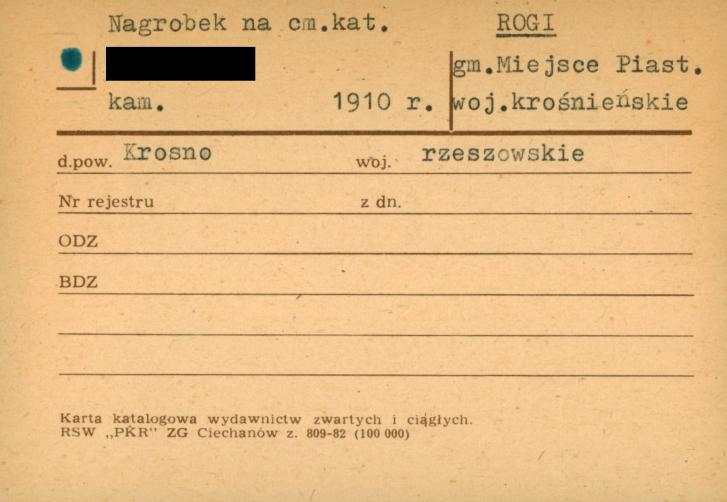 Nagrobek na cm.kat. ROGI
gm.Miejsce Piast.
kam. 1910 r. woj.krośnieńskie
d.pow. Krosno woj. rzeszowskie
Nr rejestru z dn.
ODZ
BDZ
Karta katalogowa wydawnictw zwartych i ciągłych.
RSW „PKR" ZG Ciechanów z. 809-82 (100 000)